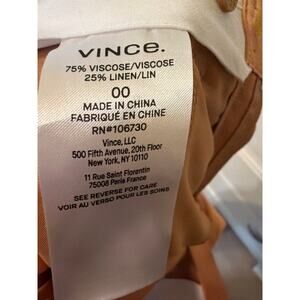 VINCE.
75% VISCOSE/VISCOSE
25% LINEN/LIN
00
MADE IN CHINA
FABRIQUÉ EN CHINE
RN#106730
Vince, LLC
500 Fifth Avenue, 20th Floor
New York, NY 10110
11 Rue Saint Florentin
75008 Paris France
SEE REVERSE FOR CARE
VOIR AU VERSO POUR LES SOINS